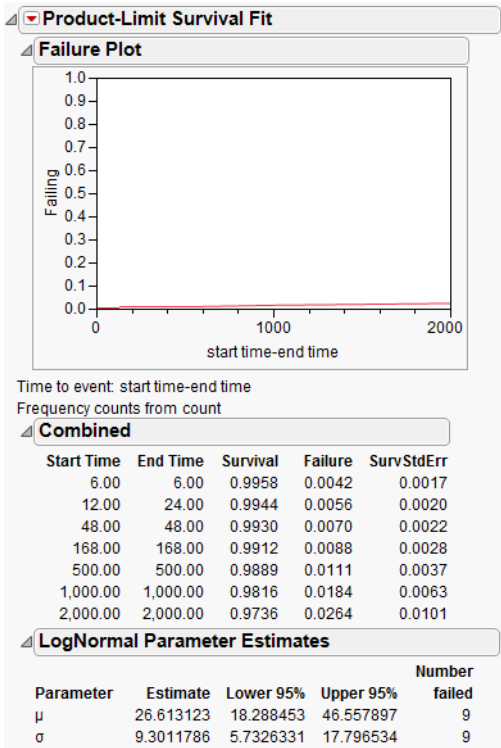 Product-Limit Survival Fit
Failure Plot
1.0
0.9
0.8
0.7
0.6
0.5
0.4
0.3
0.2
0.1
0.0
Failing
0 1000 2000
start time-end time
Time to event: start time-end time
Frequency counts from count
Combined
Start Time End Time Survival Failure SurvStdErr
6.00 6.00 0.9958 0.0042 0.0017
12.00 24.00 0.9944 0.0056 0.0020
48.00 48.00 0.9930 0.0070 0.0022
168.00 168.00 0.9912 0.0088 0.0028
500.00 500.00 0.9889 0.0111 0.0037
1,000.00 1,000.00 0.9816 0.0184 0.0063
2,000.00 2,000.00 0.9736 0.0264 0.0101
LogNormal Parameter Estimates
Number
Parameter Estimate Lower 95% Upper 95% failed
μ 26.613123 18.288453 46.557897 9
σ 9.3011786 5.7326331 17.796534 9